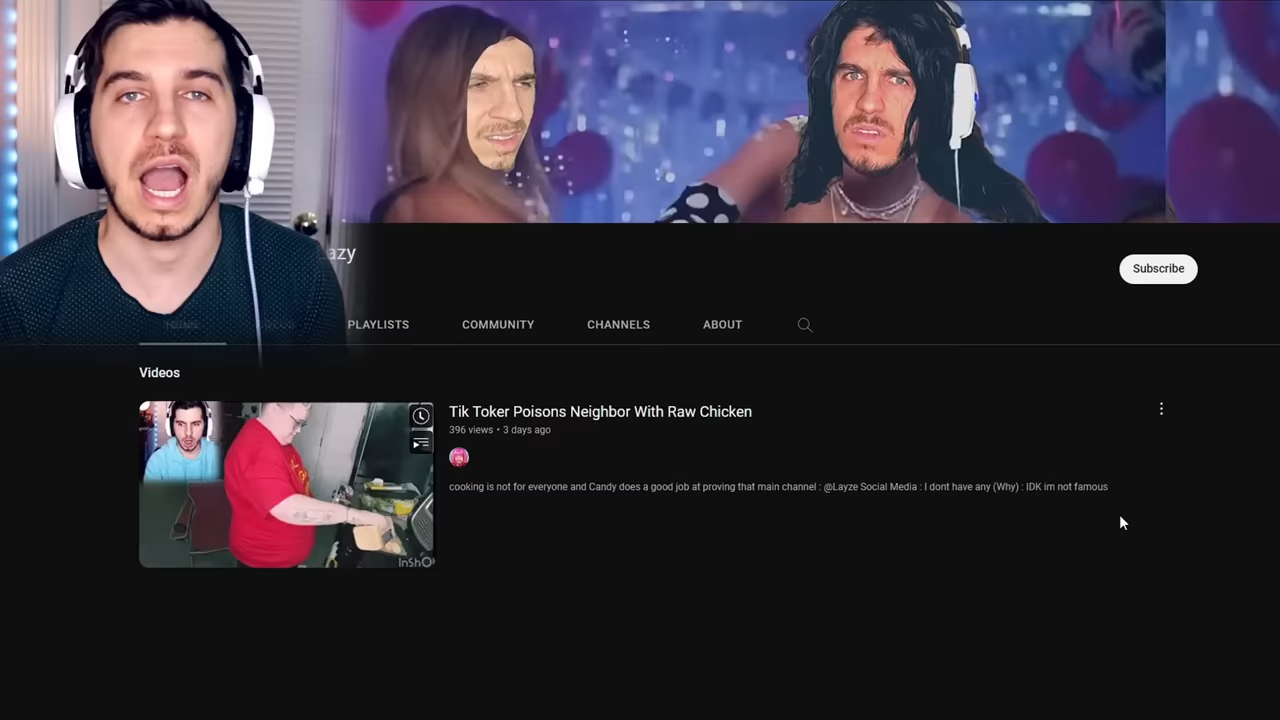 azy
Subscribe
PLAYLISTS
COMMUNITY
CHANNELS
ABOUT
Videos
Tik Toker Poisons Neighbor With Raw Chicken
396 views • 3 days ago
cooking is not for everyone and Candy does a good job at proving that main channel : @Layze Social Media : I dont have any (Why) : IDK im not famous
InShO